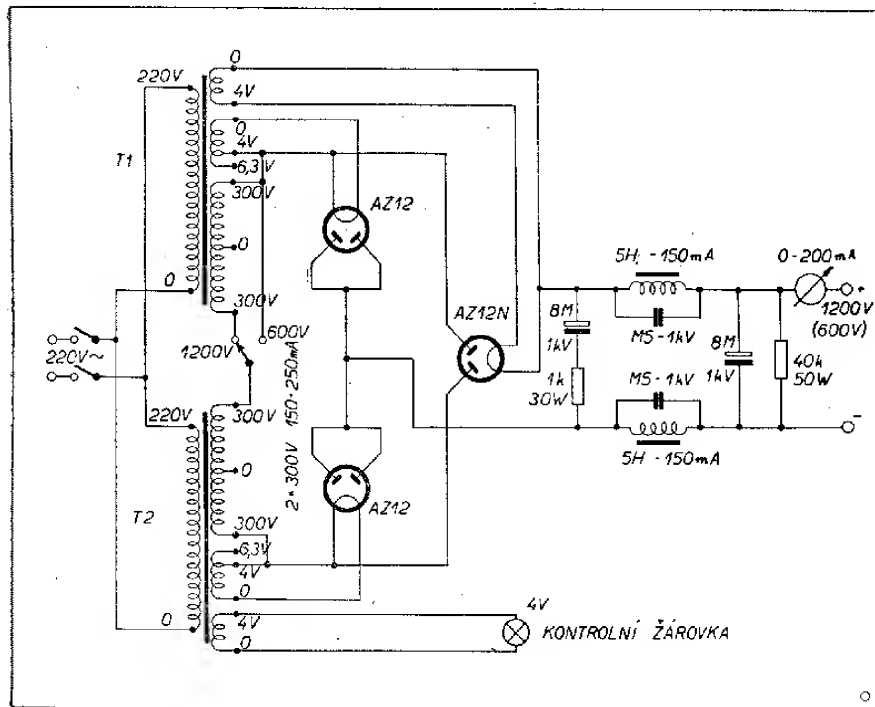 0
220V
4V
0
4V
T1
6,3V
300V
AZ12
0
0
300V
5H - 150mA
0-200mA
AZ12N
+
1200V
(600V)
8M
1kV
M5-1kV
8M
1kV
220V~
1200V
600V
1k
30W
40k
50W
220V
300V
2×300V 150-250mA
M5-1kV
-
5H - 150mA
0
T2
AZ12
300V
6,3V
4V
0
0
4V
0
4V
KONTROLNÍ ŽÁROVKA